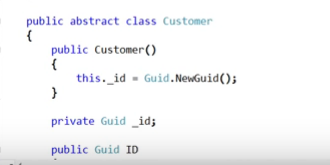 public abstract class Customer
{
public Customer()
{
this._id = Guid.NewGuid();
}
private Guid _id;
public Guid ID